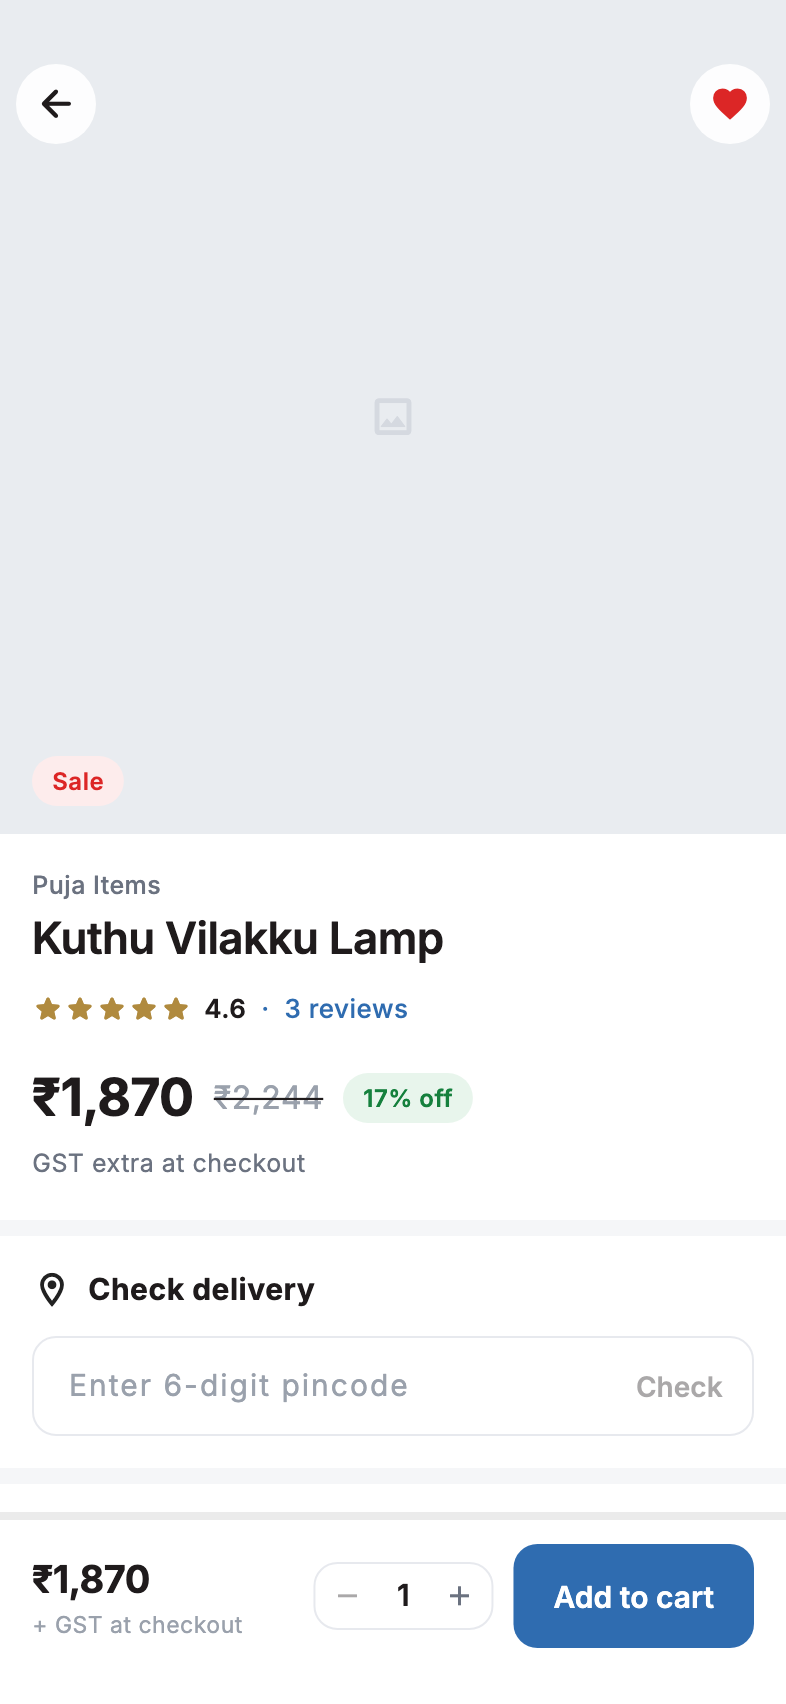 Sale
Puja Items
Kuthu Vilakku Lamp
4.6 · 3 reviews
₹1,870 ₹2,244 17% off
GST extra at checkout
Check delivery
Enter 6-digit pincode Check
₹1,870
+ GST at checkout
1
Add to cart